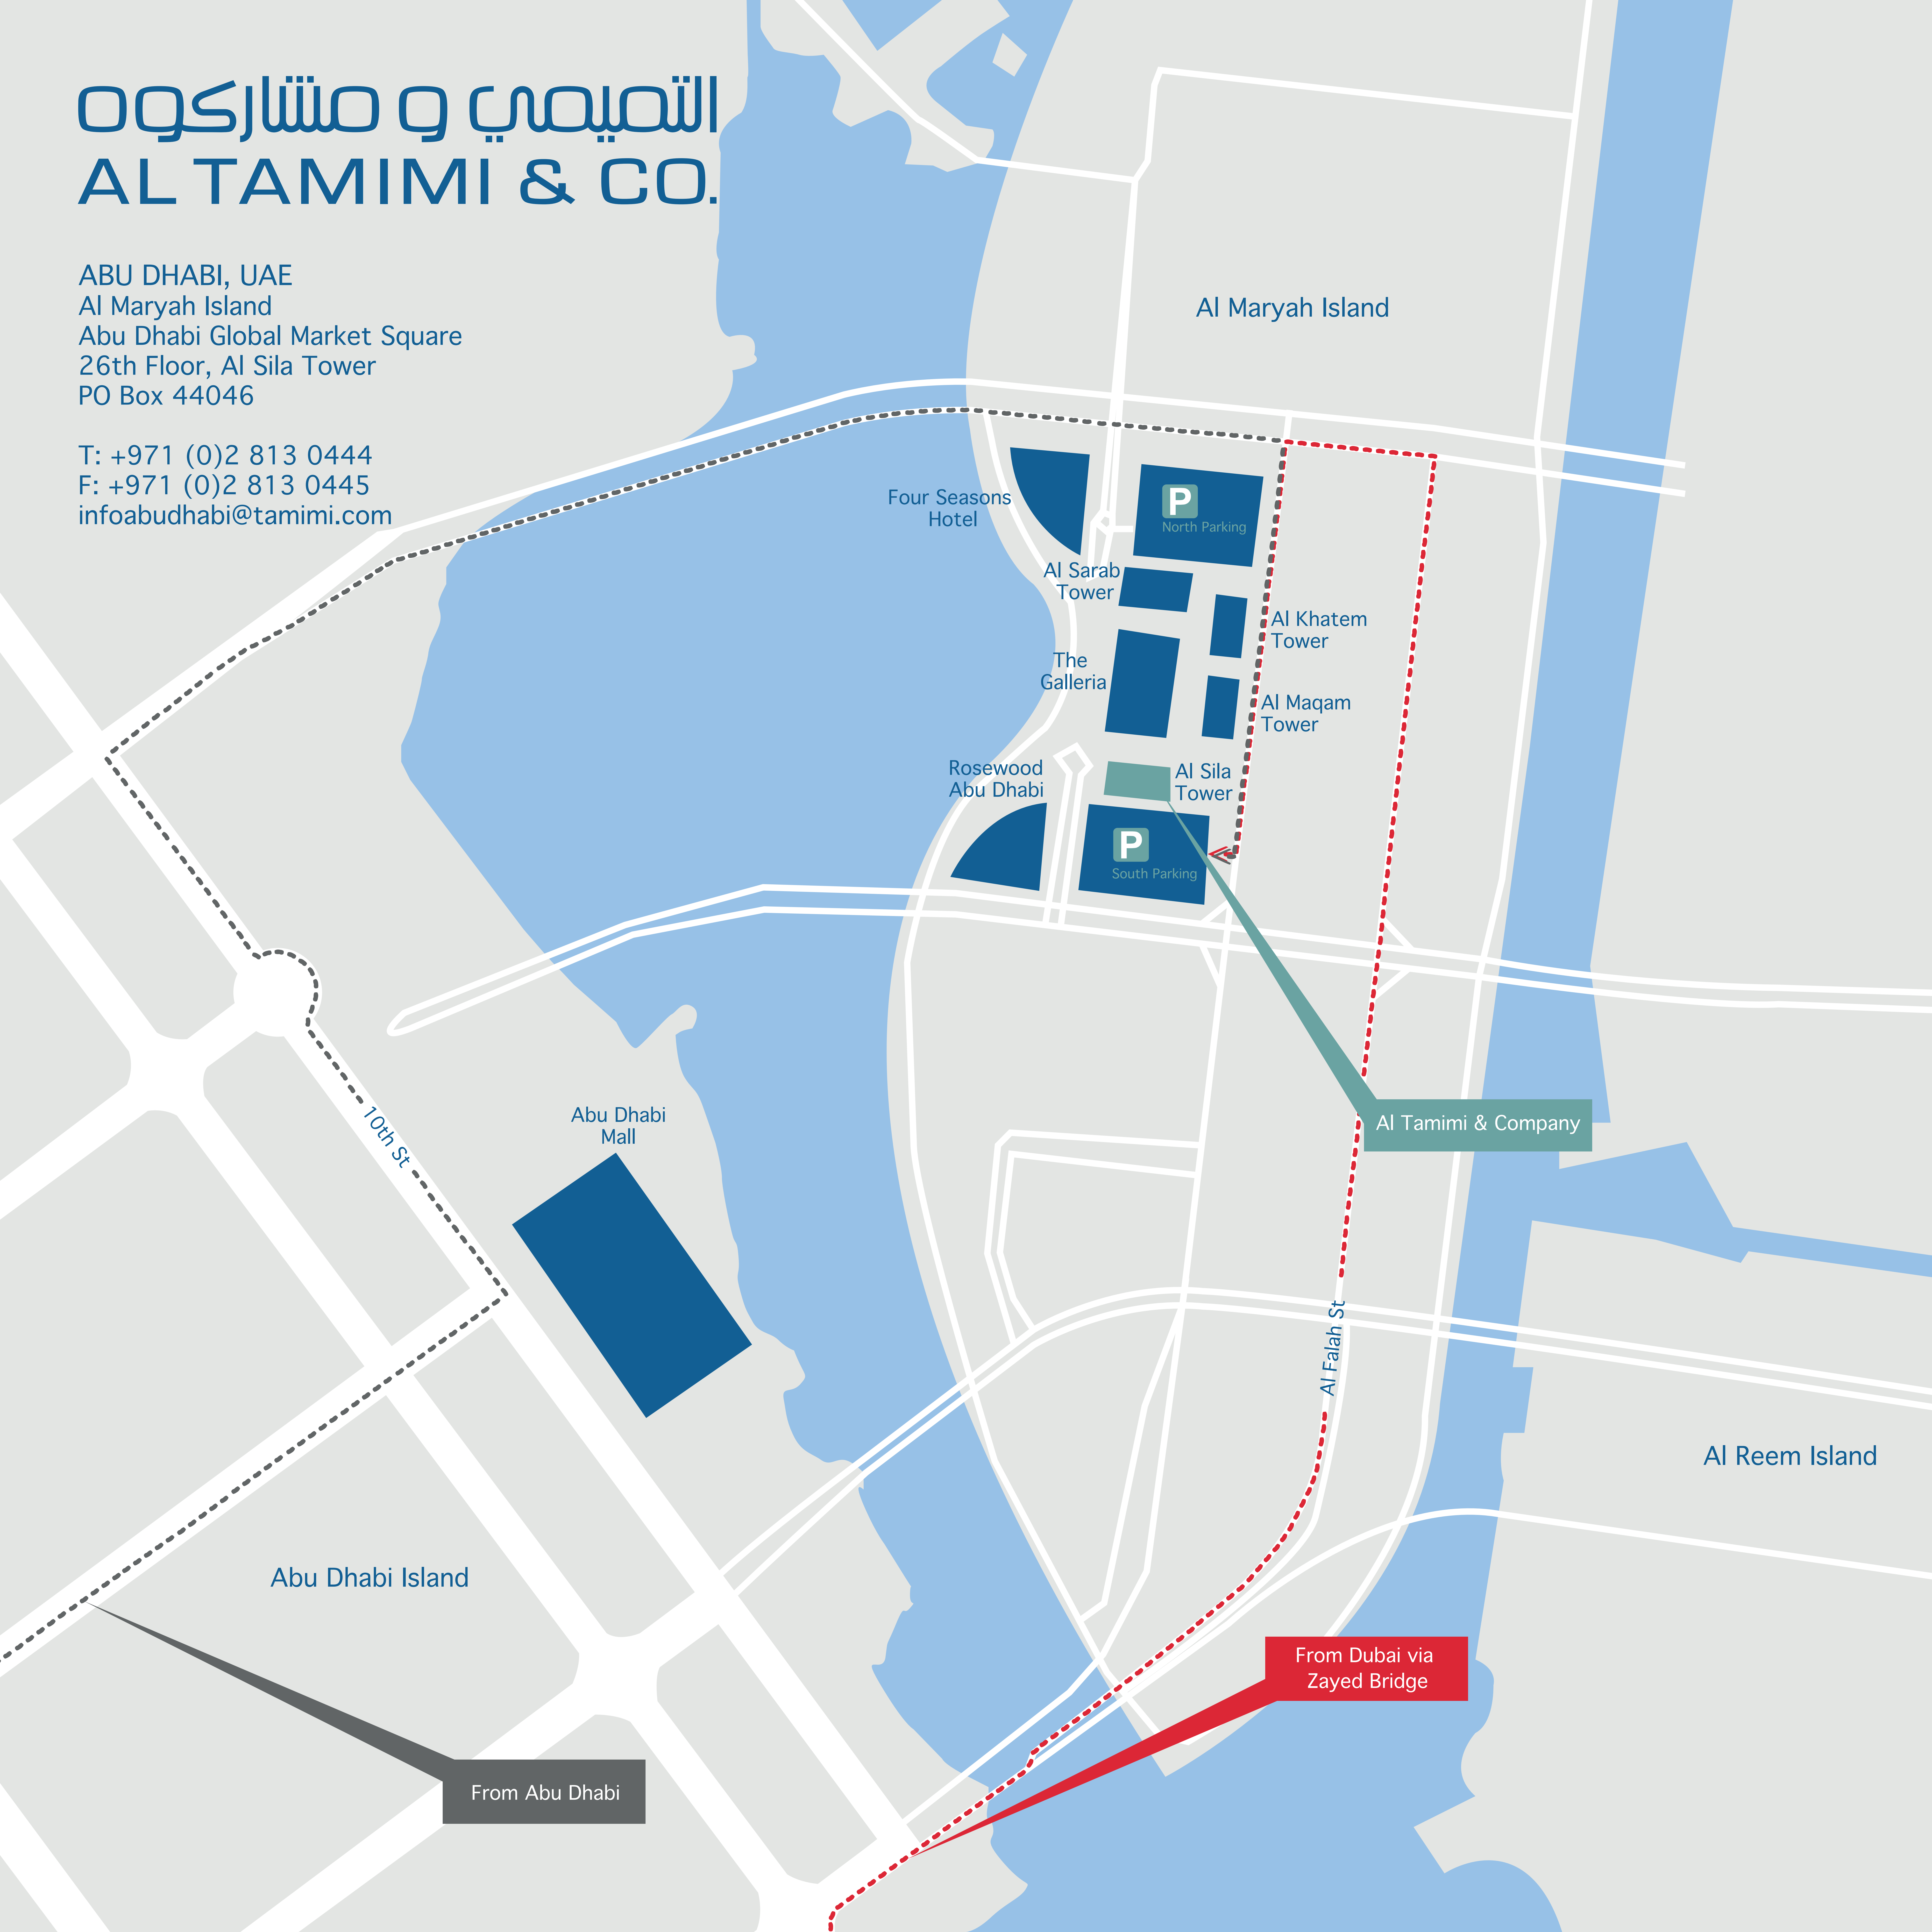 التميمي و مشاركوه
AL TAMIMI & CO.
ABU DHABI, UAE
Al Maryah Island
Abu Dhabi Global Market Square
26th Floor, Al Sila Tower
PO Box 44046
T: +971 (0)2 813 0444
F: +971 (0)2 813 0445
infoabudhabi@tamimi.com
Al Maryah Island
Four Seasons
Hotel
P
North Parking
Al Sarab
Tower
Al Khatem
Tower
The
Galleria
Al Maqam
Tower
Rosewood
Abu Dhabi
Al Sila
Tower
P
South Parking
10th St
Abu Dhabi
Mall
Al Tamimi & Company
Al Falah St
Al Reem Island
Abu Dhabi Island
From Dubai via
Zayed Bridge
From Abu Dhabi